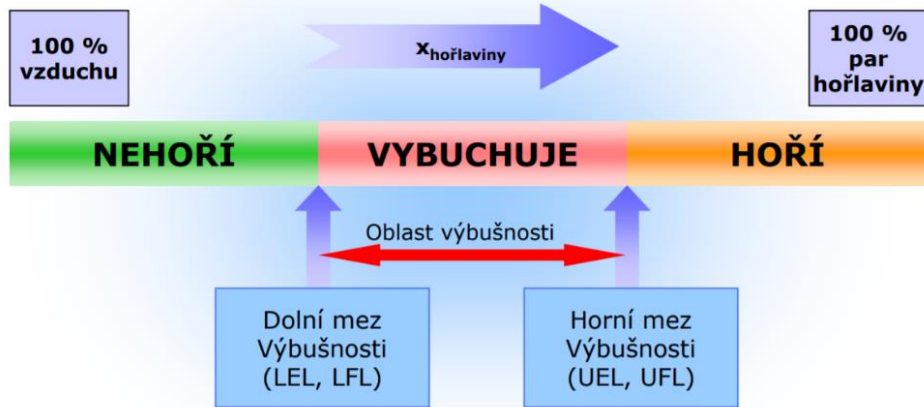 100 %
vzduchu
xhořlaviny
100 %
par
hořlaviny
NEHOŘÍ
VYBUCHUJE
HOŘÍ
Oblast výbušnosti
Dolní mez
Výbušnosti
(LEL, LFL)
Horní mez
Výbušnosti
(UEL, UFL)